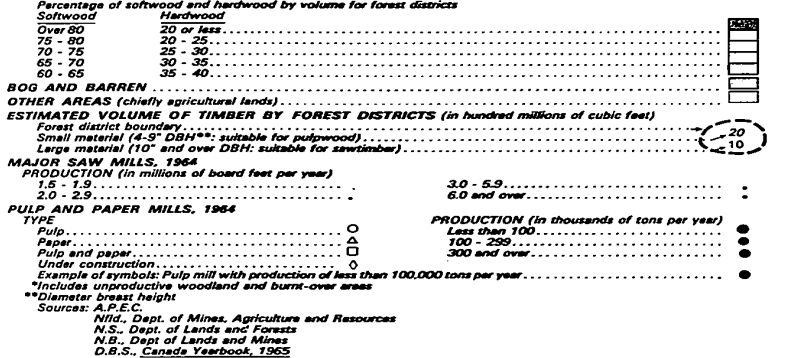 Percentage of softwood and hardwood by volume for forest districts
Softwood Hardwood
Over 80 20 or less
75 - 80 20 - 25
70 - 75 25 - 30
65 - 70 30 - 35
60 - 65 35 - 40
BOG AND BARREN
OTHER AREAS (chiefly agricultural lands)
ESTIMATED VOLUME OF TIMBER BY FOREST DISTRICTS (in hundred millions of cubic feet)
Forest district boundary
Small material (4-9" DBH**: suitable for pulpwood) 20
Large material (10" and over DBH: suitable for sawtimber) 10
MAJOR SAW MILLS, 1964
PRODUCTION (in millions of board feet per year)
1.5 - 1.9 3.0 - 5.9
2.0 - 2.9 6.0 and over
PULP AND PAPER MILLS, 1964
TYPE PRODUCTION (in thousands of tons per year)
Pulp Less than 100
Paper 100 - 299
Pulp and paper 300 and over
Under construction
Example of symbols: Pulp mill with production of less than 100,000 tons per year
*Includes unproductive woodland and burnt-over areas
**Diameter breast height
Sources: A.P.E.C.
Nfld., Dept. of Mines, Agriculture and Resources
N.S., Dept. of Lands and Forests
N.B., Dept of Lands and Mines
D.B.S., Canada Yearbook, 1965